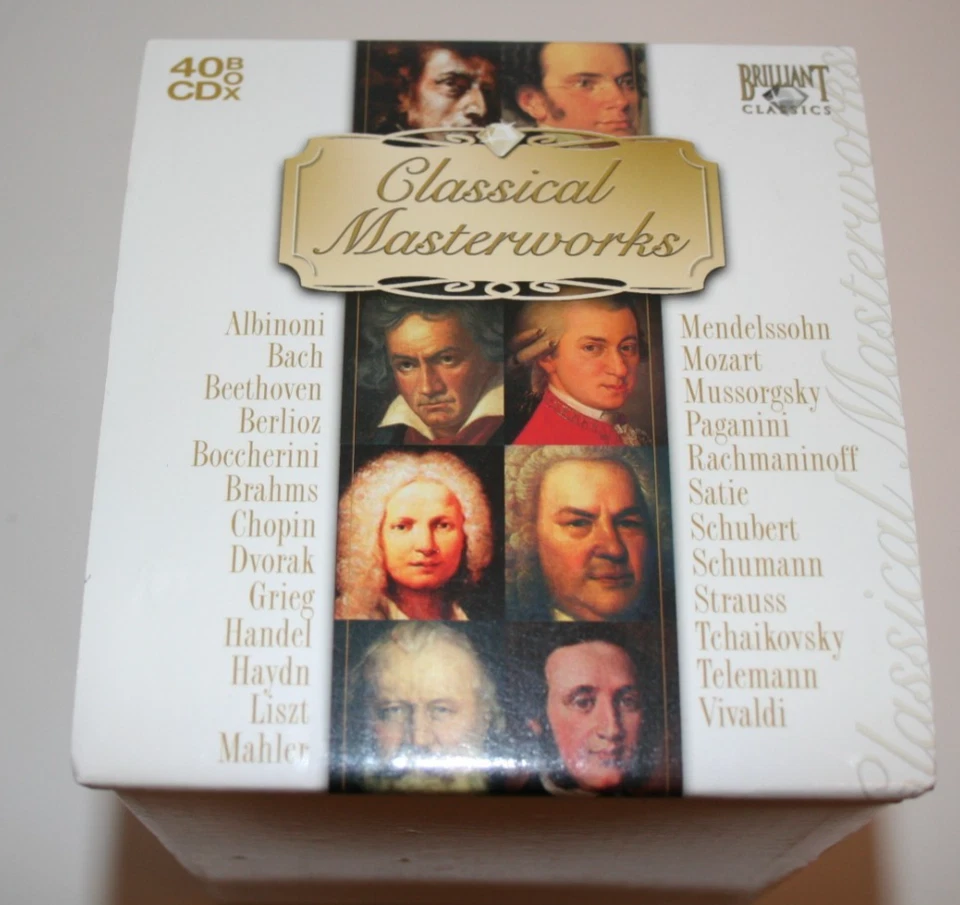 40 CD BOX
BRILLIANT
CLASSICS
Classical
Masterworks
Albinoni
Bach
Beethoven
Berlioz
Boccherini
Brahms
Chopin
Dvorak
Grieg
Handel
Haydn
Liszt
Mahler
Mendelssohn
Mozart
Mussorgsky
Paganini
Rachmaninoff
Satie
Schubert
Schumann
Strauss
Tchaikovsky
Telemann
Vivaldi
Classical Masterworks